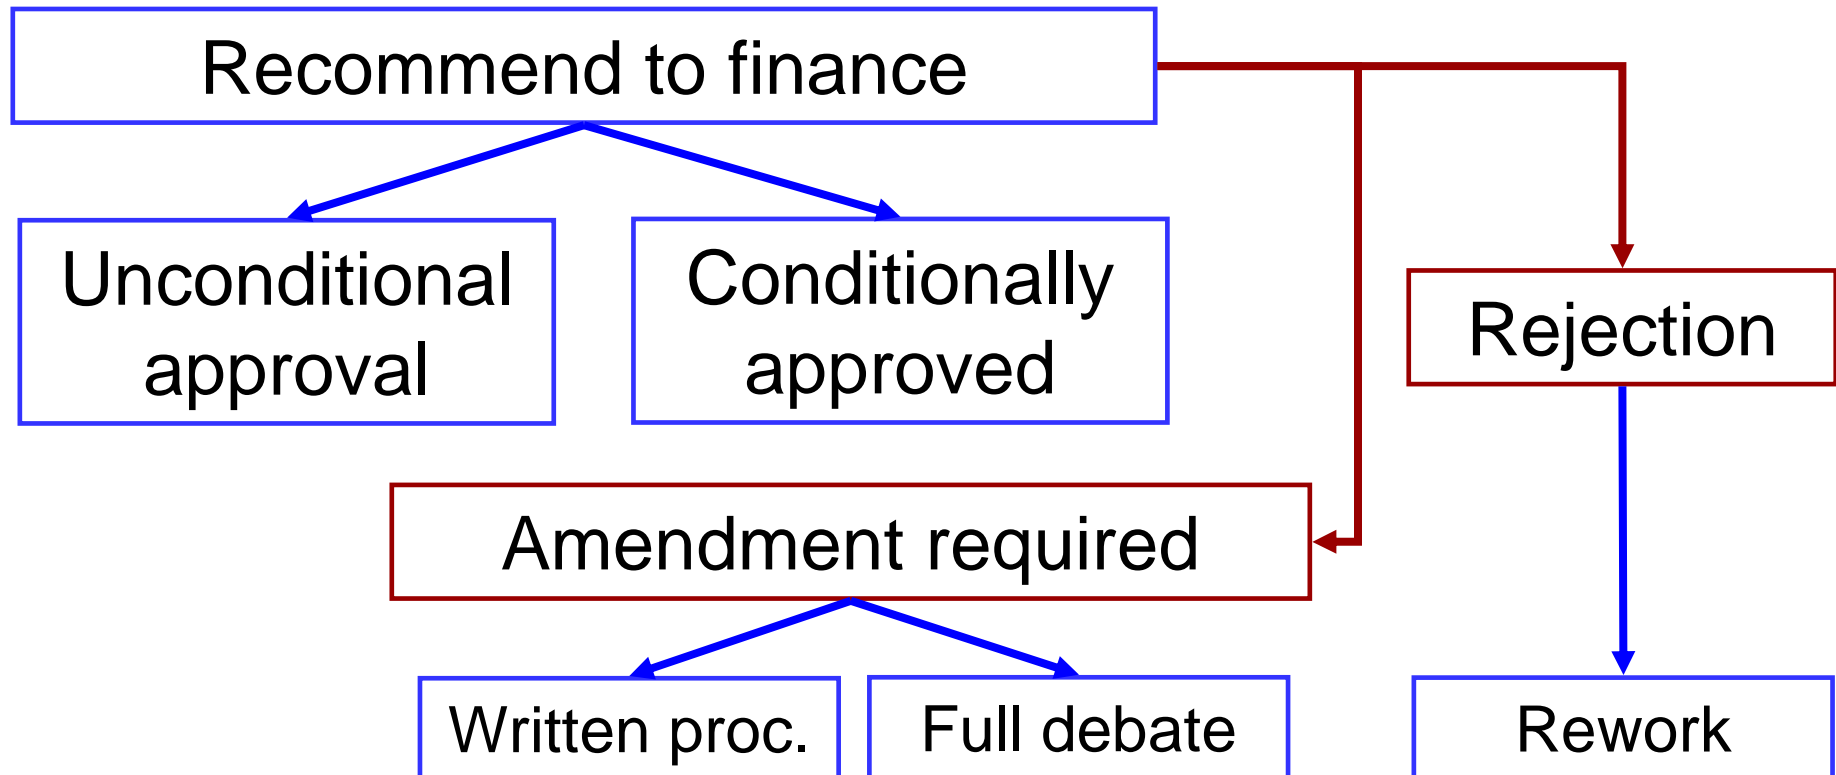 Recommend to finance
Unconditional
approval
Conditionally
approved
Rejection
Amendment required
Written proc.
Full debate
Rework